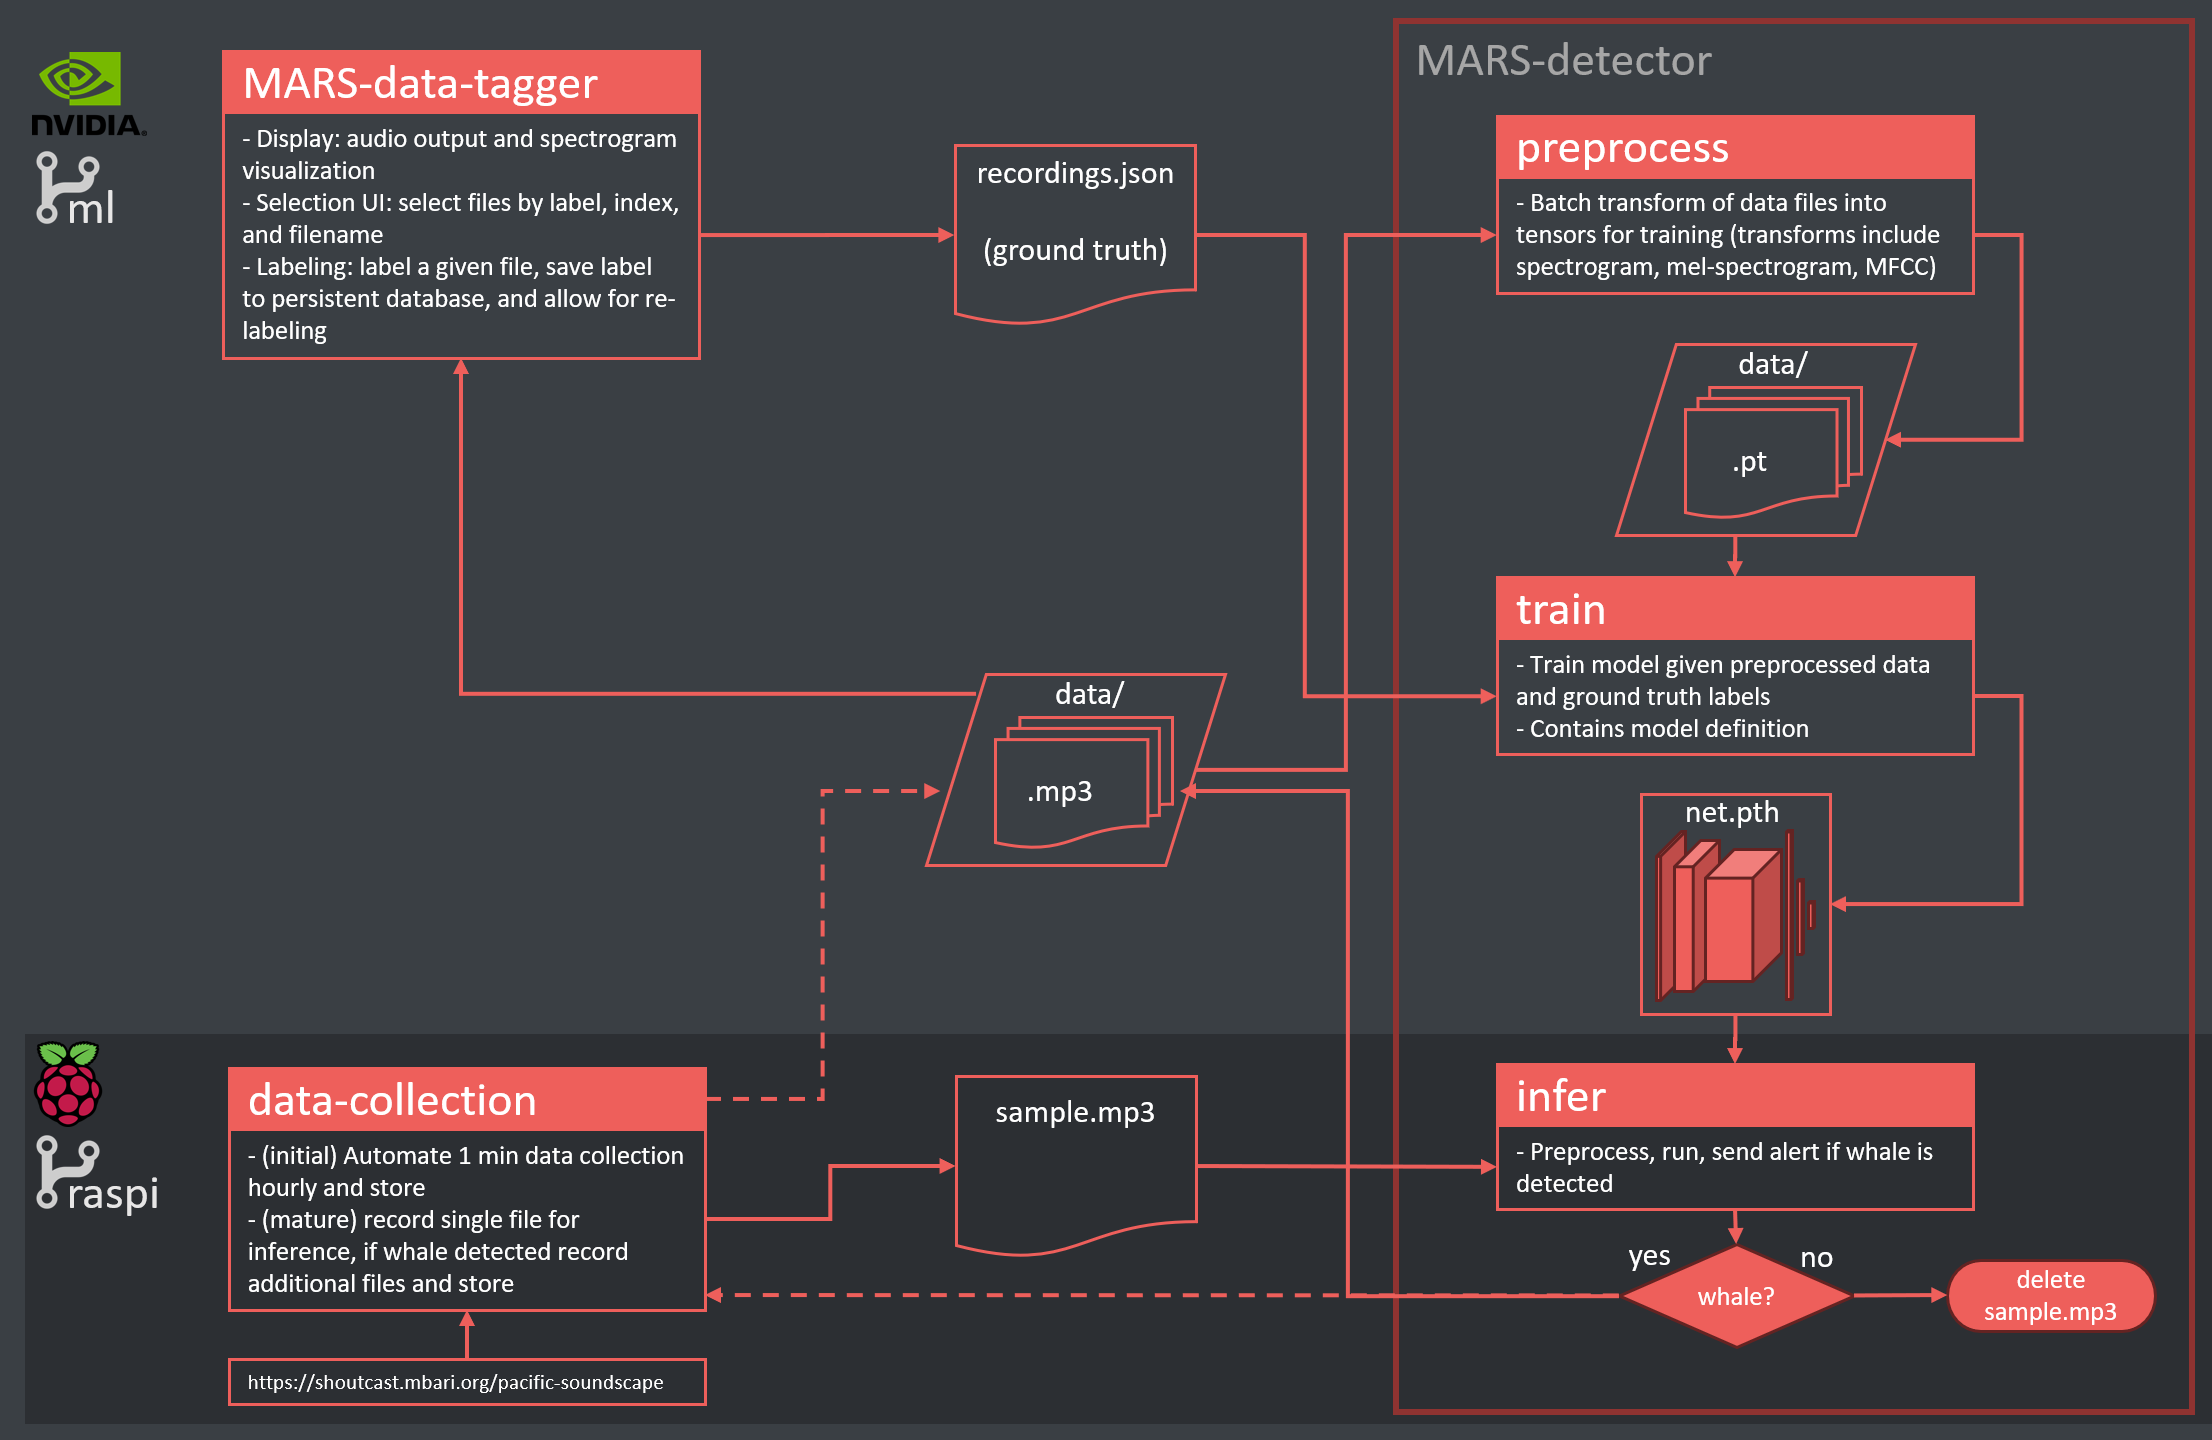 NVIDIA.
ml
MARS-data-tagger
- Display: audio output and spectrogram
visualization
- Selection UI: select files by label, index,
and filename
- Labeling: label a given file, save label
to persistent database, and allow for re-
labeling
recordings.json
(ground truth)
MARS-detector
preprocess
- Batch transform of data files into
tensors for training (transforms include
spectrogram, mel-spectrogram, MFCC)
data/
.pt
train
- Train model given preprocessed data
and ground truth labels
- Contains model definition
data/
.mp3
net.pth
raspi
data-collection
- (initial) Automate 1 min data collection
hourly and store
- (mature) record single file for
inference, if whale detected record
additional files and store
https://shoutcast.mbari.org/pacific-soundscape
sample.mp3
infer
- Preprocess, run, send alert if whale is
detected
yes
no
whale?
delete
sample.mp3